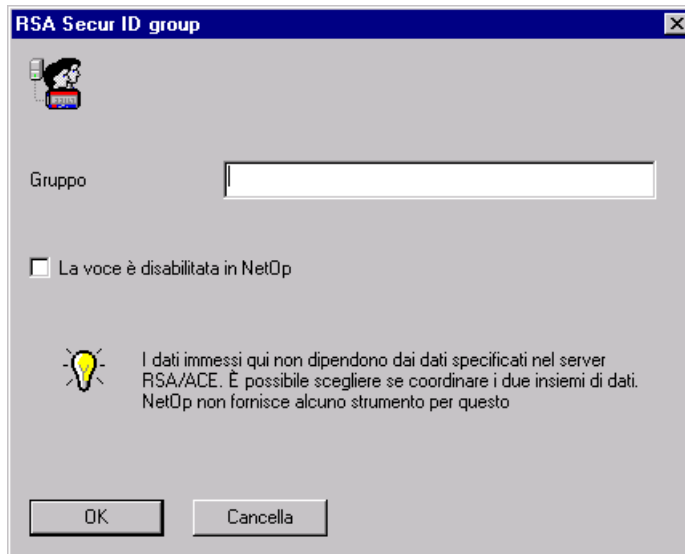 RSA Secur ID group
Gruppo
La voce è disabilitata in NetOp
I dati immessi qui non dipendono dai dati specificati nel server
RSA/ACE. È possibile scegliere se coordinare i due insiemi di dati.
NetOp non fornisce alcuno strumento per questo
OK
Cancella